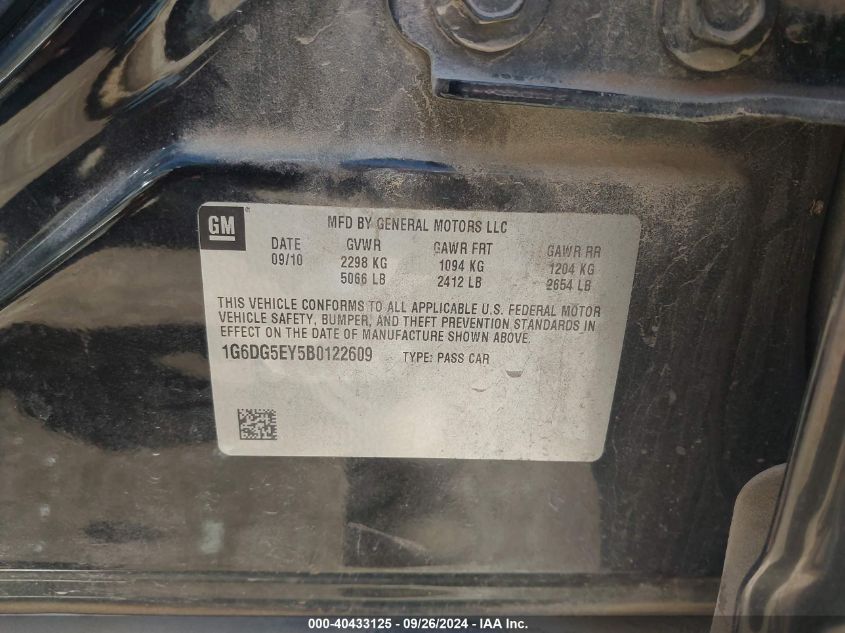 GM
MFD BY GENERAL MOTORS LLC
DATE GVWR GAWR FRT GAWR RR
09/10 2298 KG 1094 KG 1204 KG
5066 LB 2412 LB 2654 LB
THIS VEHICLE CONFORMS TO ALL APPLICABLE U.S. FEDERAL MOTOR
VEHICLE SAFETY, BUMPER, AND THEFT PREVENTION STANDARDS IN
EFFECT ON THE DATE OF MANUFACTURE SHOWN ABOVE.
1G6DG5EY5B0122609 TYPE: PASS CAR
000-40433125 - 09/26/2024 - IAA Inc.